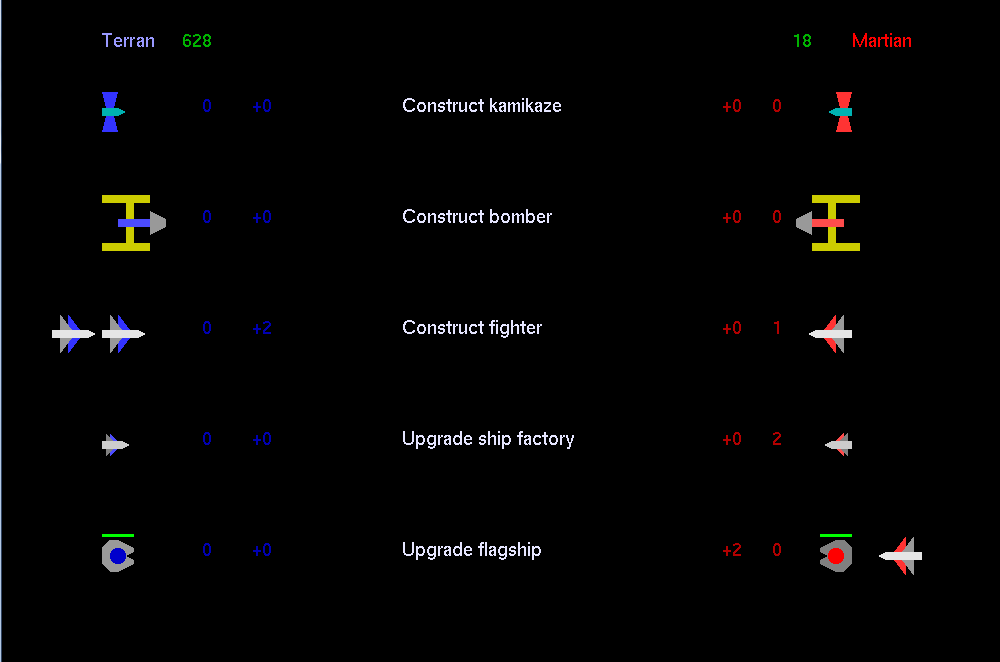 Terran 628 18 Martian
0 +0 Construct kamikaze +0 0
0 +0 Construct bomber +0 0
0 +2 Construct fighter +0 1
0 +0 Upgrade ship factory +0 2
0 +0 Upgrade flagship +2 0